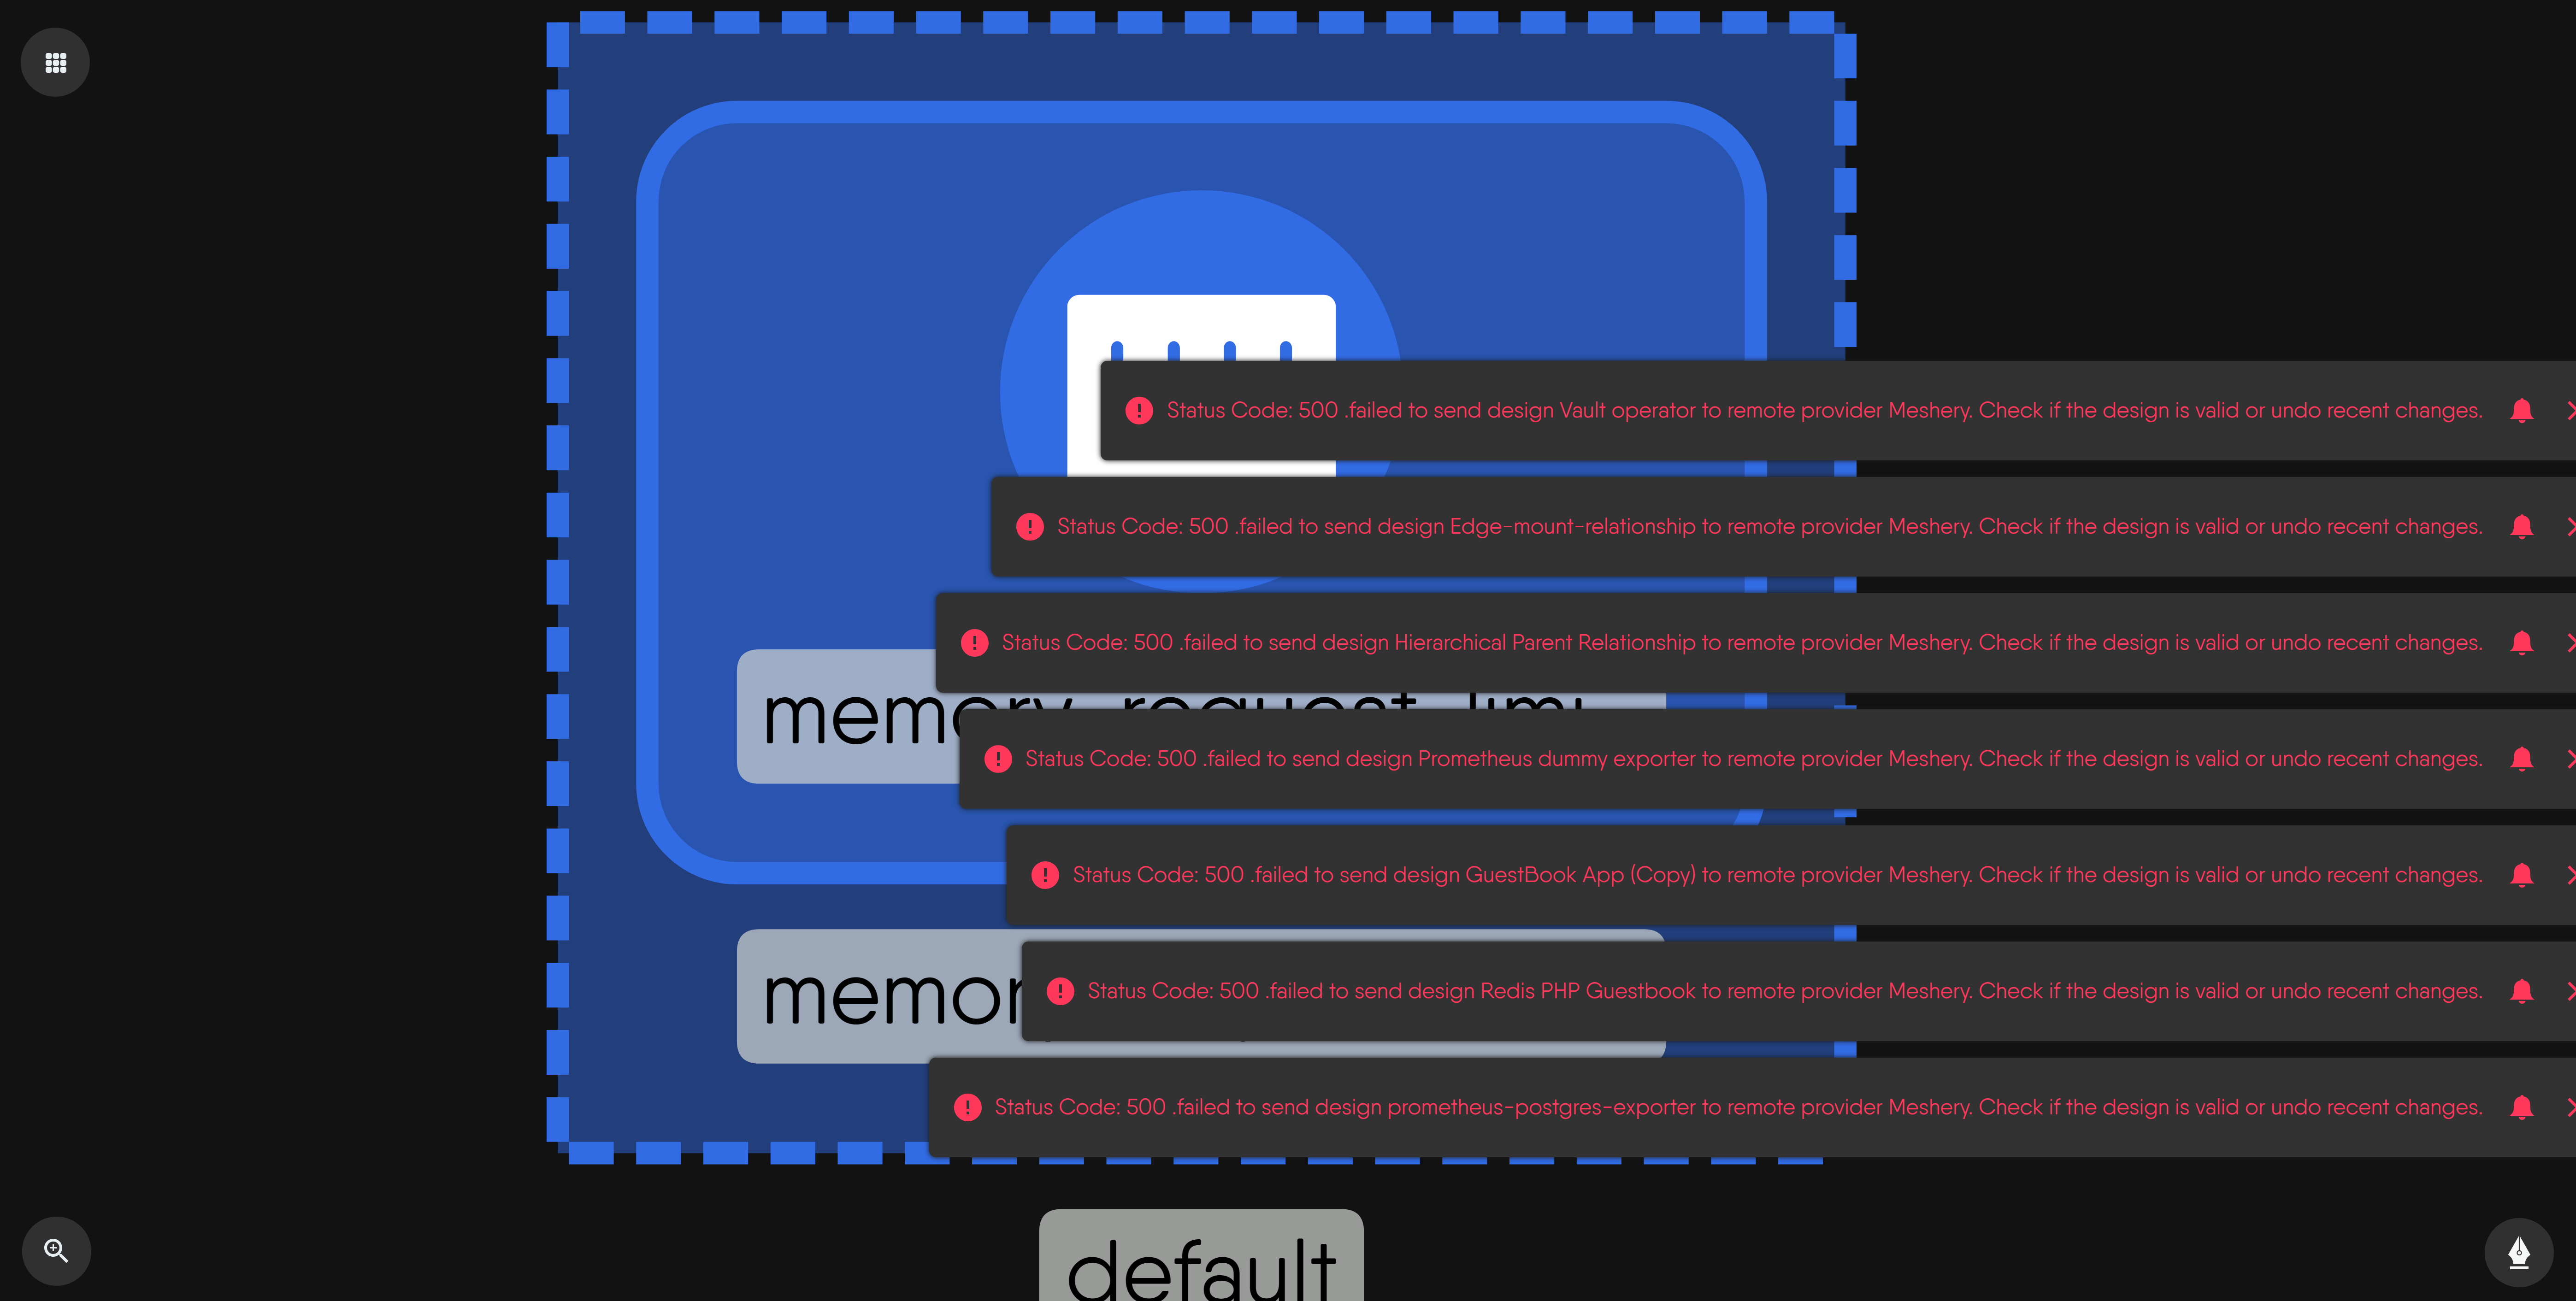 Status Code: 500 .failed to send design Vault operator to remote provider Meshery. Check if the design is valid or undo recent changes.
Status Code: 500 .failed to send design Edge-mount-relationship to remote provider Meshery. Check if the design is valid or undo recent changes.
Status Code: 500 .failed to send design Hierarchical Parent Relationship to remote provider Meshery. Check if the design is valid or undo recent changes.
memory-request-limi
Status Code: 500 .failed to send design Prometheus dummy exporter to remote provider Meshery. Check if the design is valid or undo recent changes.
Status Code: 500 .failed to send design GuestBook App (Copy) to remote provider Meshery. Check if the design is valid or undo recent changes.
Status Code: 500 .failed to send design Redis PHP Guestbook to remote provider Meshery. Check if the design is valid or undo recent changes.
Status Code: 500 .failed to send design prometheus-postgres-exporter to remote provider Meshery. Check if the design is valid or undo recent changes.
default